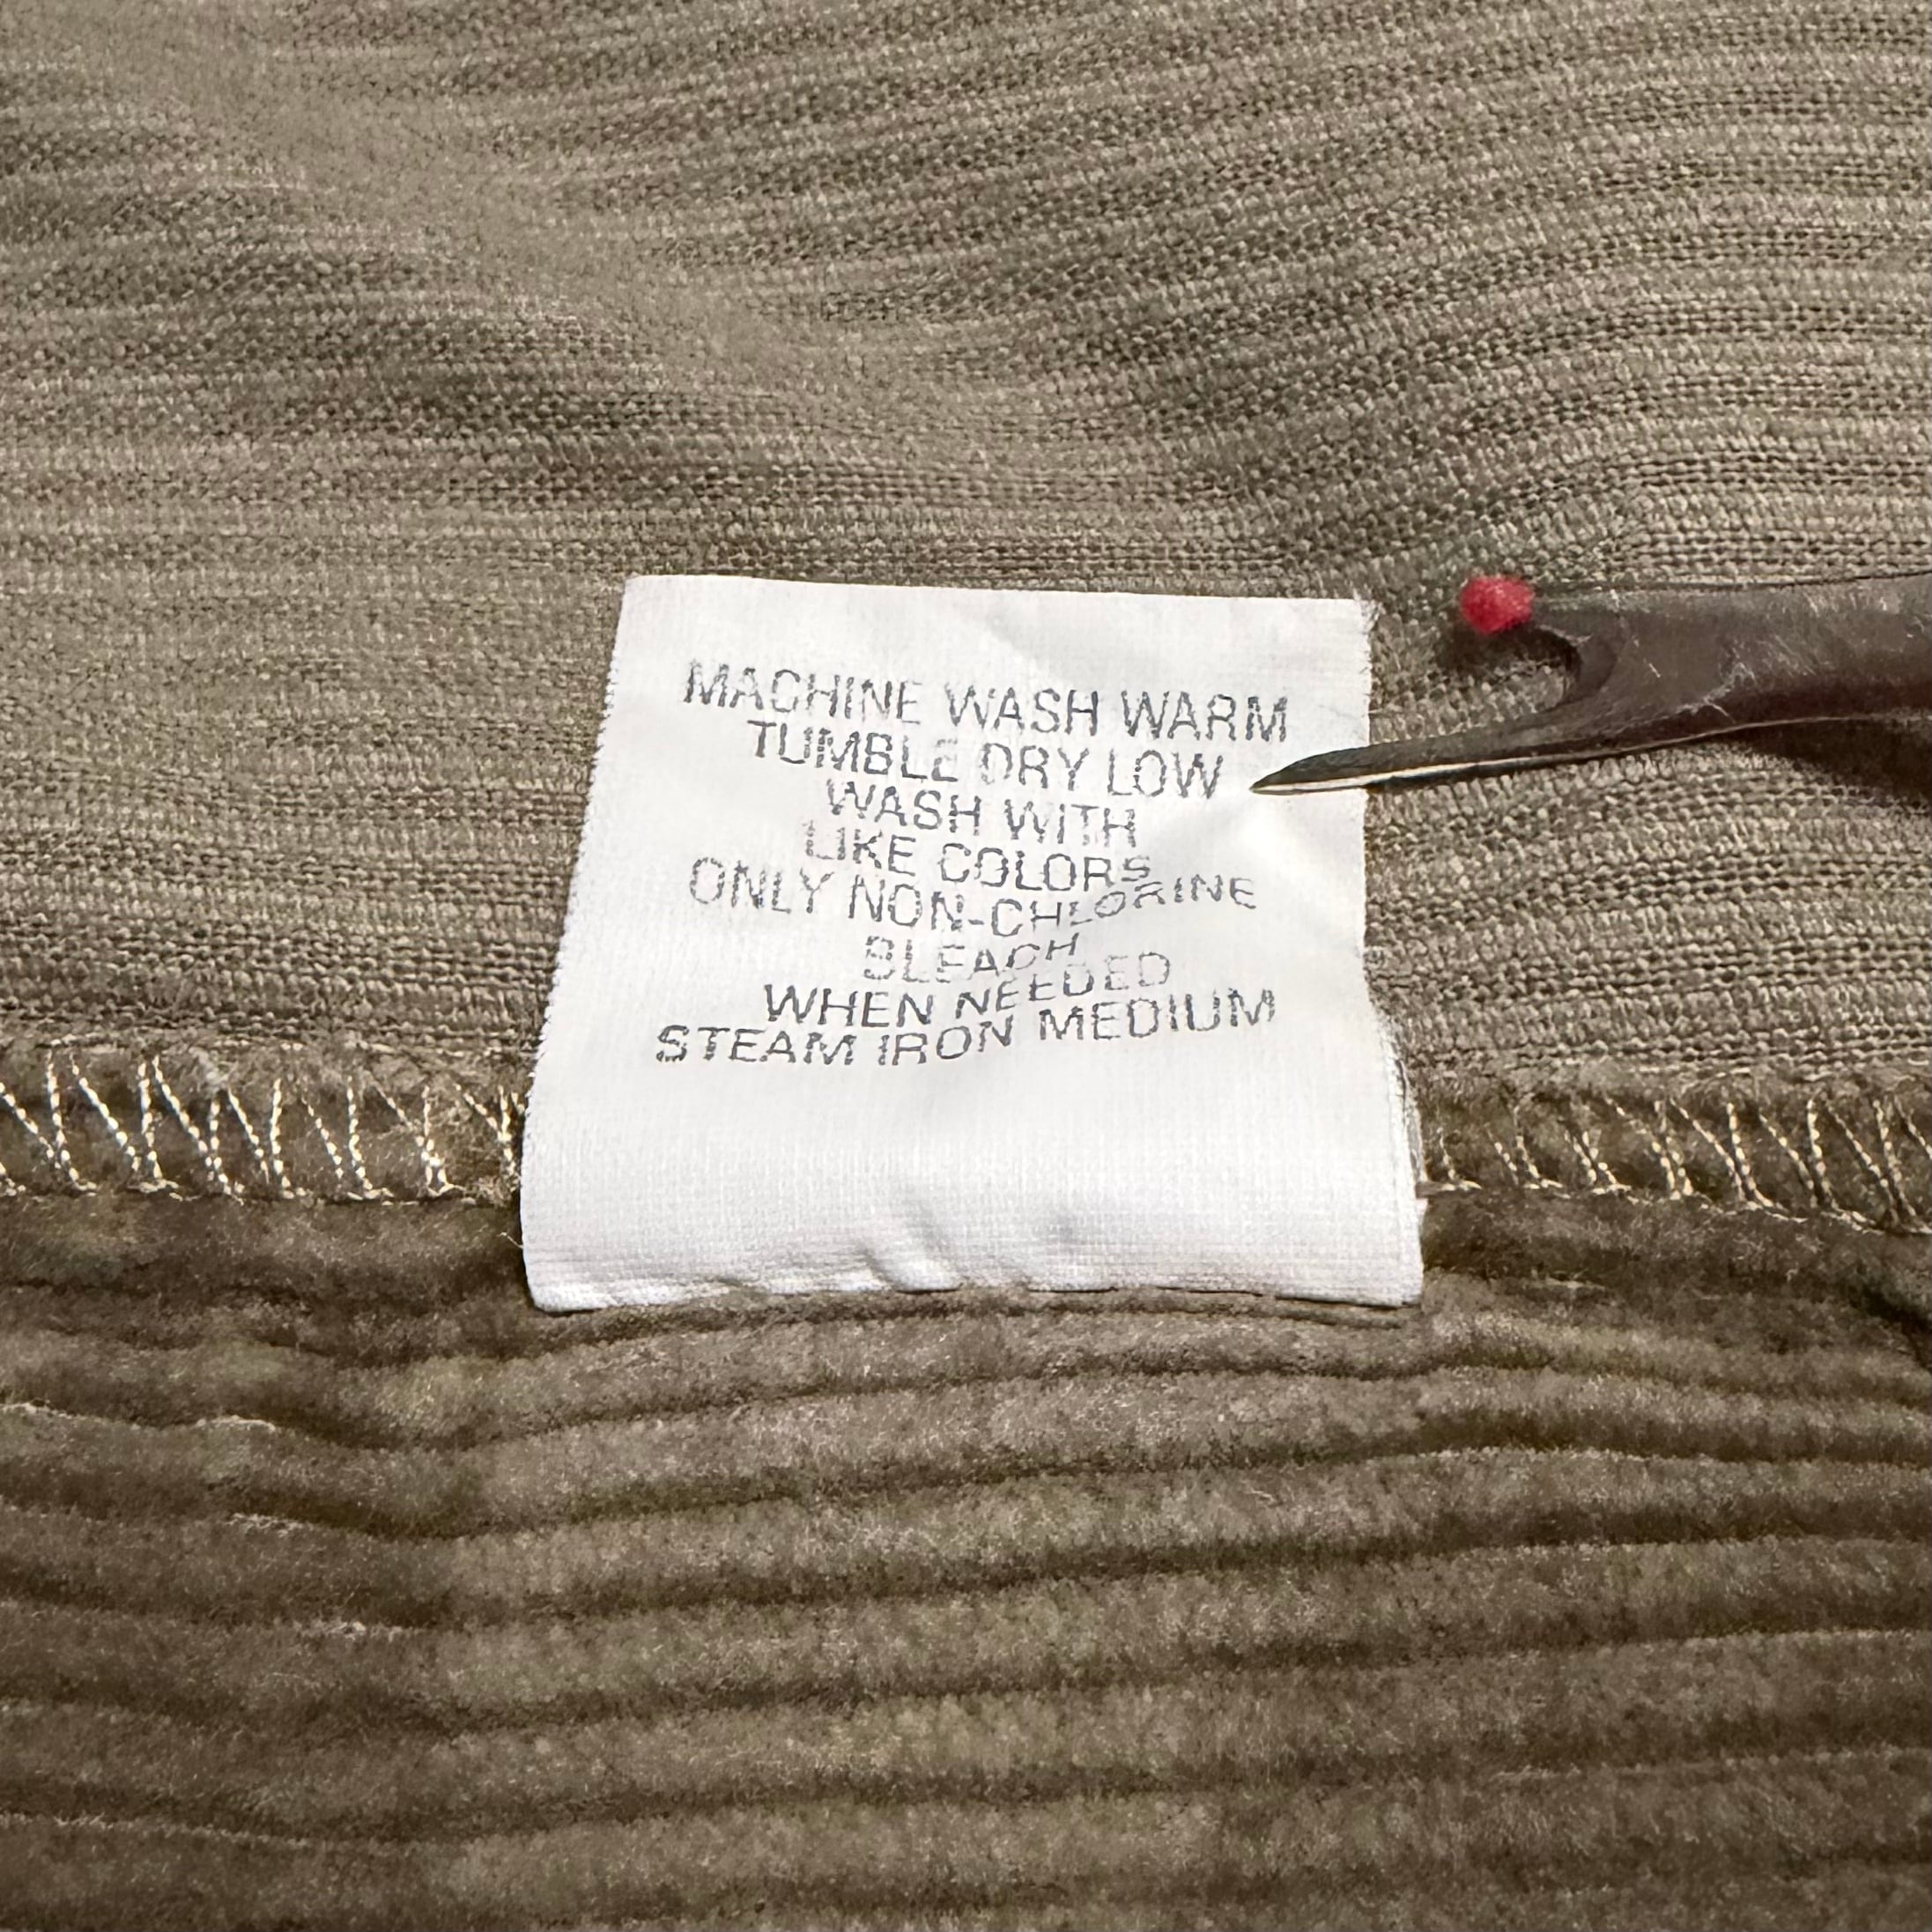 MACHINE WASH WARM
TUMBLE DRY LOW
WASH WITH
LIKE COLORS
ONLY NON-CHLORINE
BLEACH
WHEN NEEDED
STEAM IRON MEDIUM